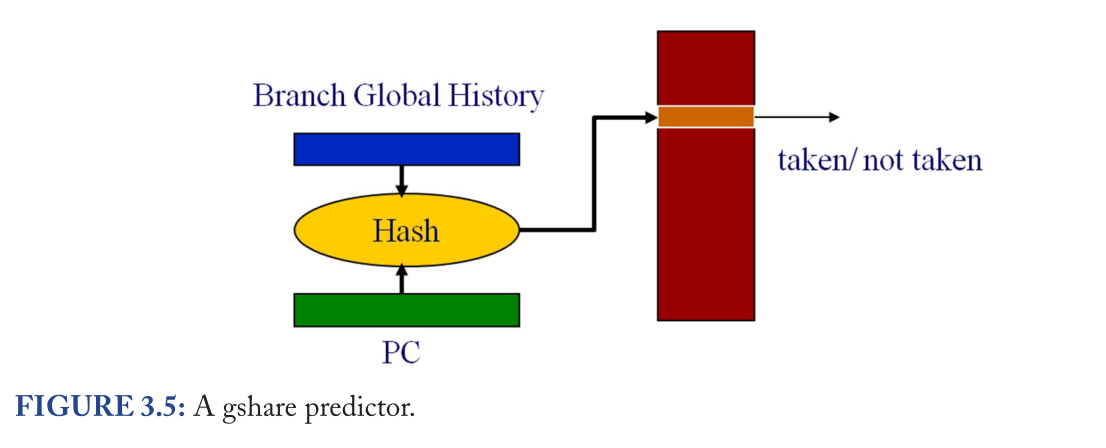 Branch Global History
taken/ not taken
Hash
PC
FIGURE 3.5: A gshare predictor.